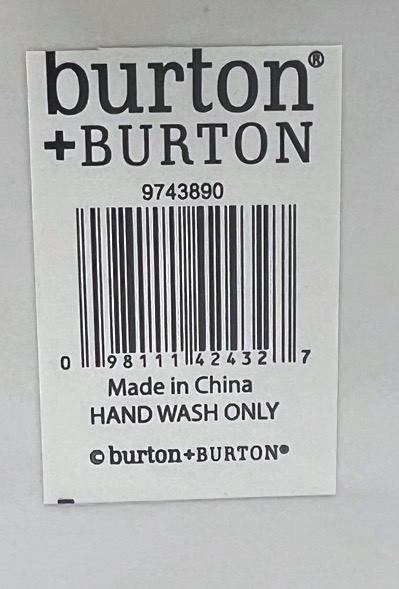 burton®
+BURTON
9743890
0 98111 42432 7
Made in China
HAND WASH ONLY
© burton+BURTON®